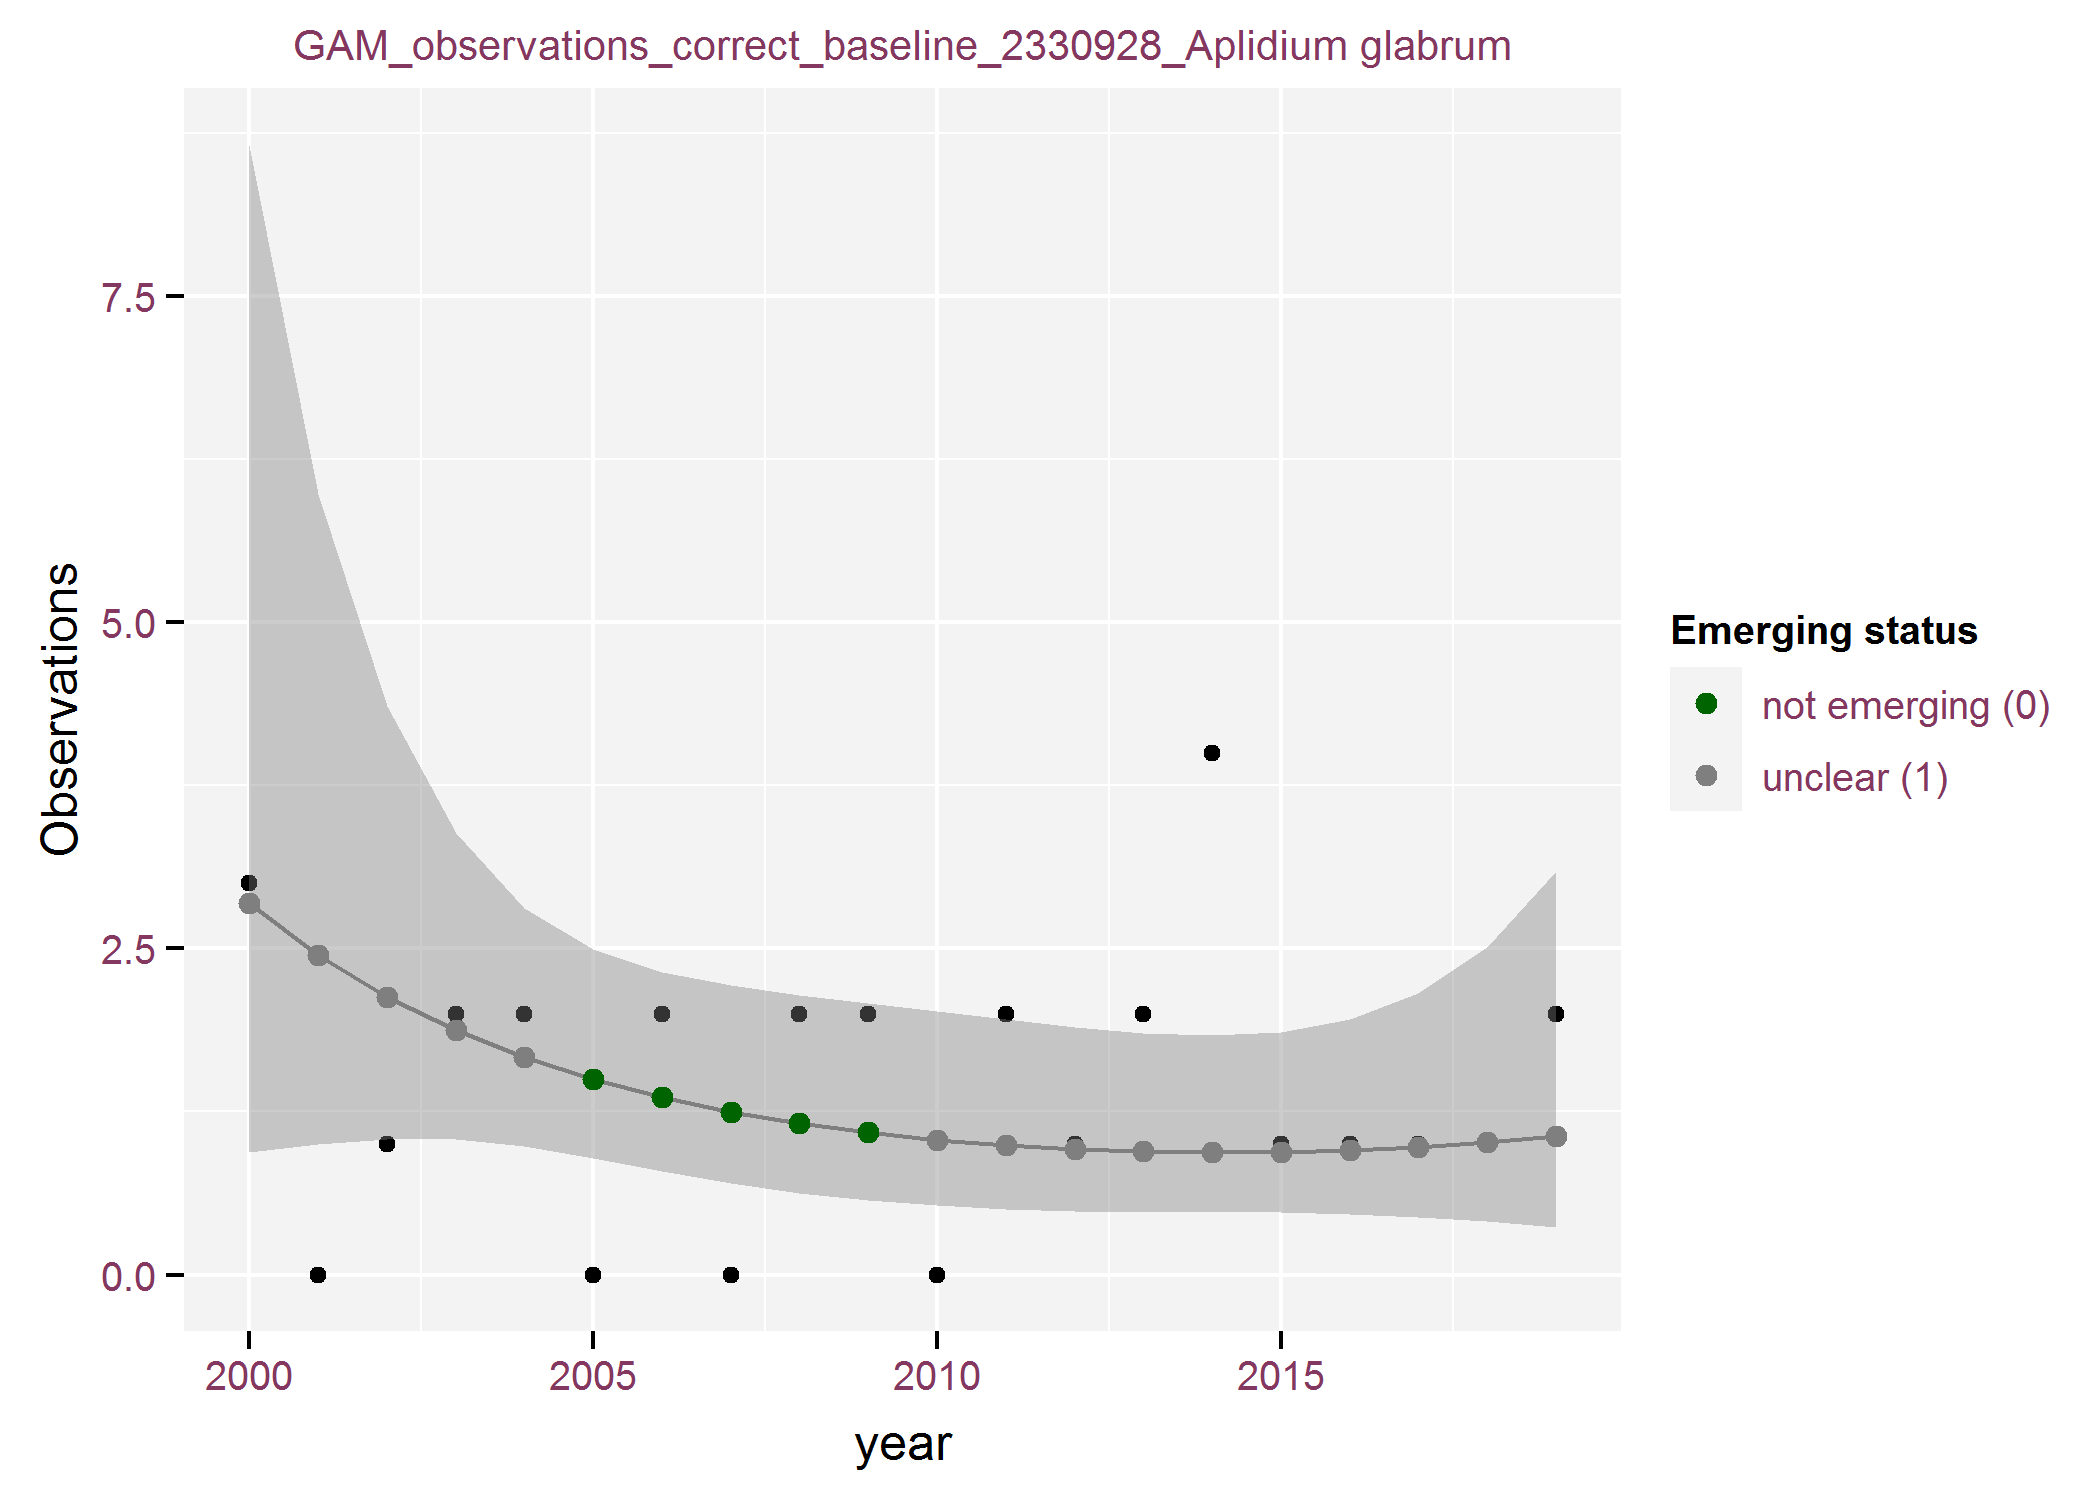 GAM_observations_correct_baseline_2330928_Aplidium glabrum
Observations
7.5
5.0
2.5
0.0
2000
2005
2010
2015
year
Emerging status
not emerging (0)
unclear (1)